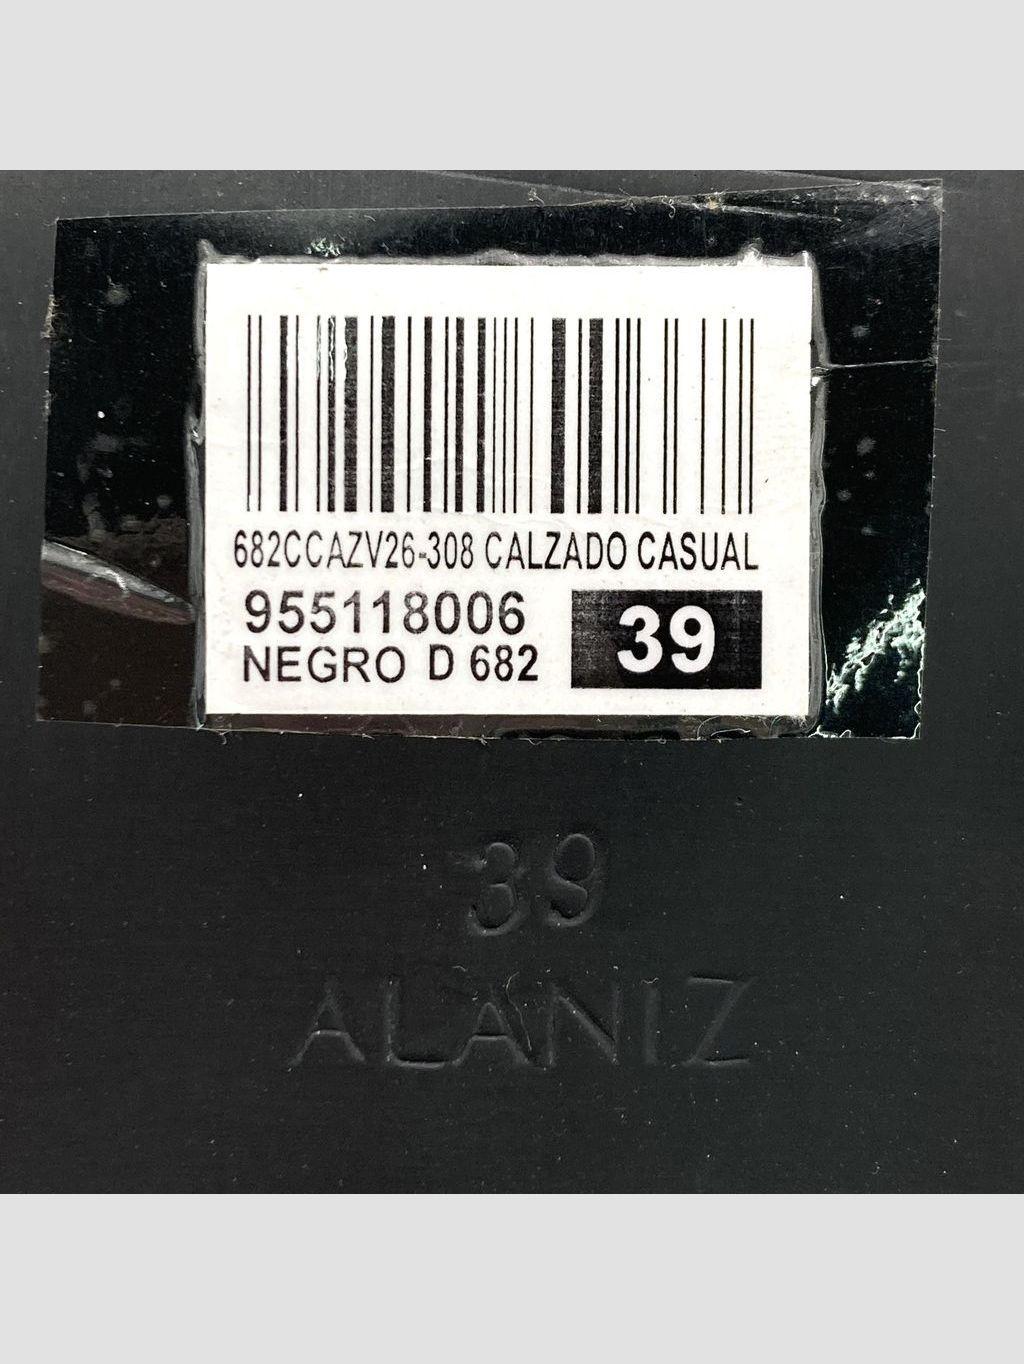 682CCAZV26-308 CALZADO CASUAL
955118006
NEGRO D 682
39
39
ALANIZ